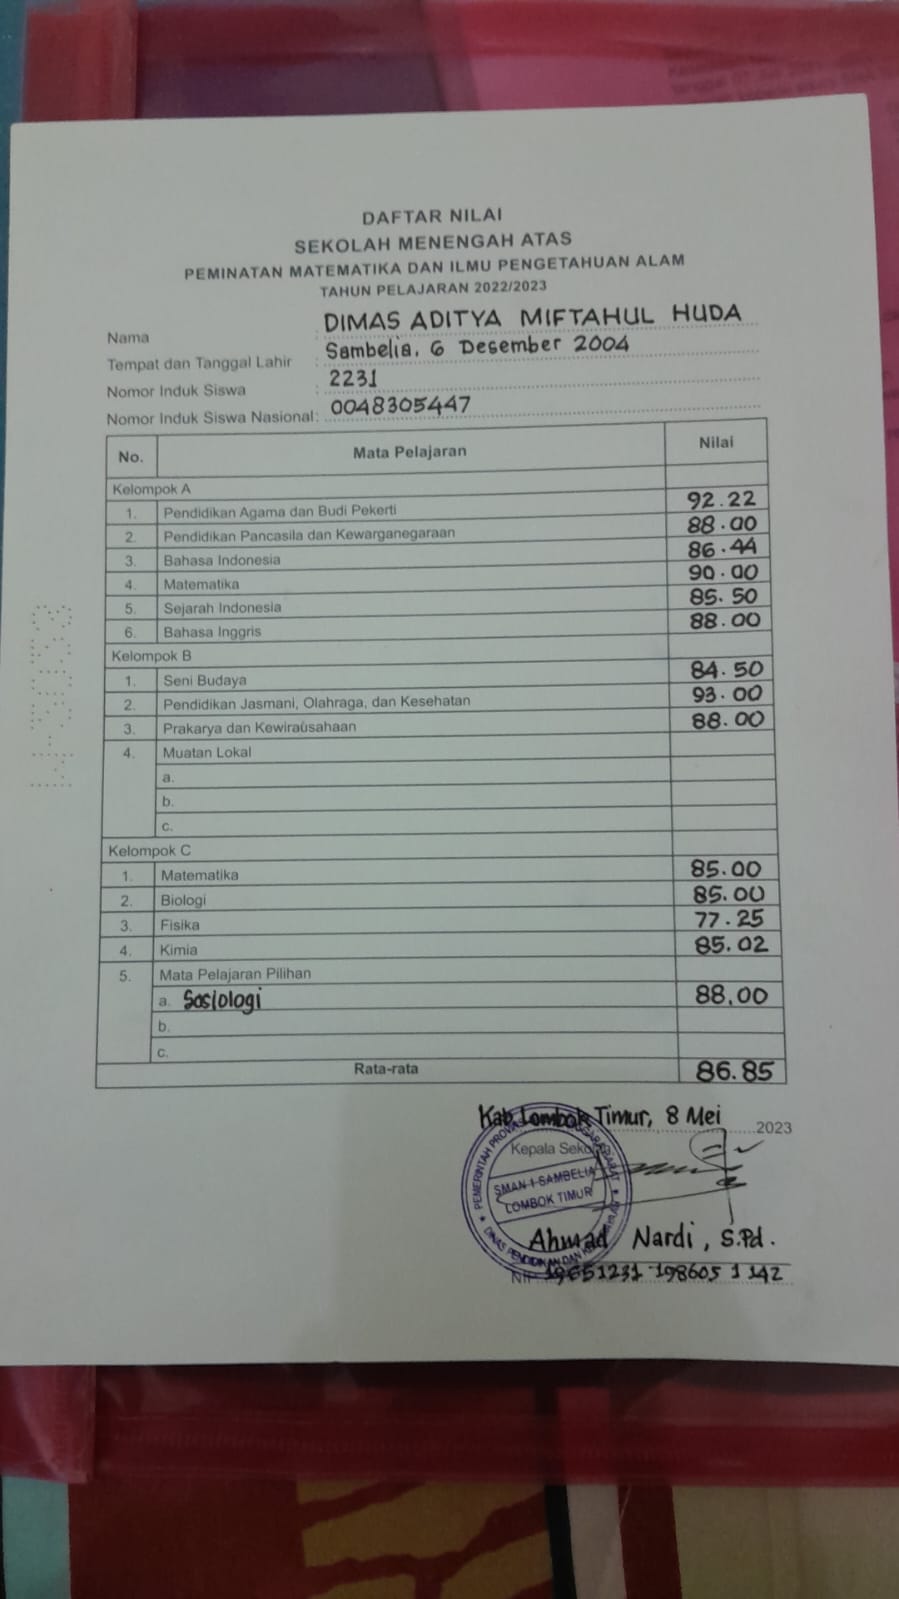 DAFTAR NILAI
SEKOLAH MENENGAH ATAS
PEMINATAN MATEMATIKA DAN ILMU PENGETAHUAN ALAM
TAHUN PELAJARAN 2022/2023
Nama : DIMAS ADITYA MIFTAHUL HUDA
Tempat dan Tanggal Lahir : Sambelia, 6 Desember 2004
Nomor Induk Siswa : 2231
Nomor Induk Siswa Nasional : 0048305447
No. Mata Pelajaran Nilai
Kelompok A
1. Pendidikan Agama dan Budi Pekerti 92.22
2. Pendidikan Pancasila dan Kewarganegaraan 88.00
3. Bahasa Indonesia 86.44
4. Matematika 90.00
5. Sejarah Indonesia 85.50
6. Bahasa Inggris 88.00
Kelompok B
1. Seni Budaya 84.50
2. Pendidikan Jasmani, Olahraga, dan Kesehatan 93.00
3. Prakarya dan Kewirausahaan 88.00
4. Muatan Lokal
a.
b.
c.
Kelompok C
1. Matematika 85.00
2. Biologi 85.00
3. Fisika 77.25
4. Kimia 85.02
5. Mata Pelajaran Pilihan
a. Sosiologi 88.00
b.
c.
Rata-rata 86.85
Kab Lombok Timur, 8 Mei 2023
Kepala Sekolah
SMAN 1 SAMBELIA
LOMBOK TIMUR
Ahmad Nardi, S.Pd.
NIP 19651231 198605 1 142